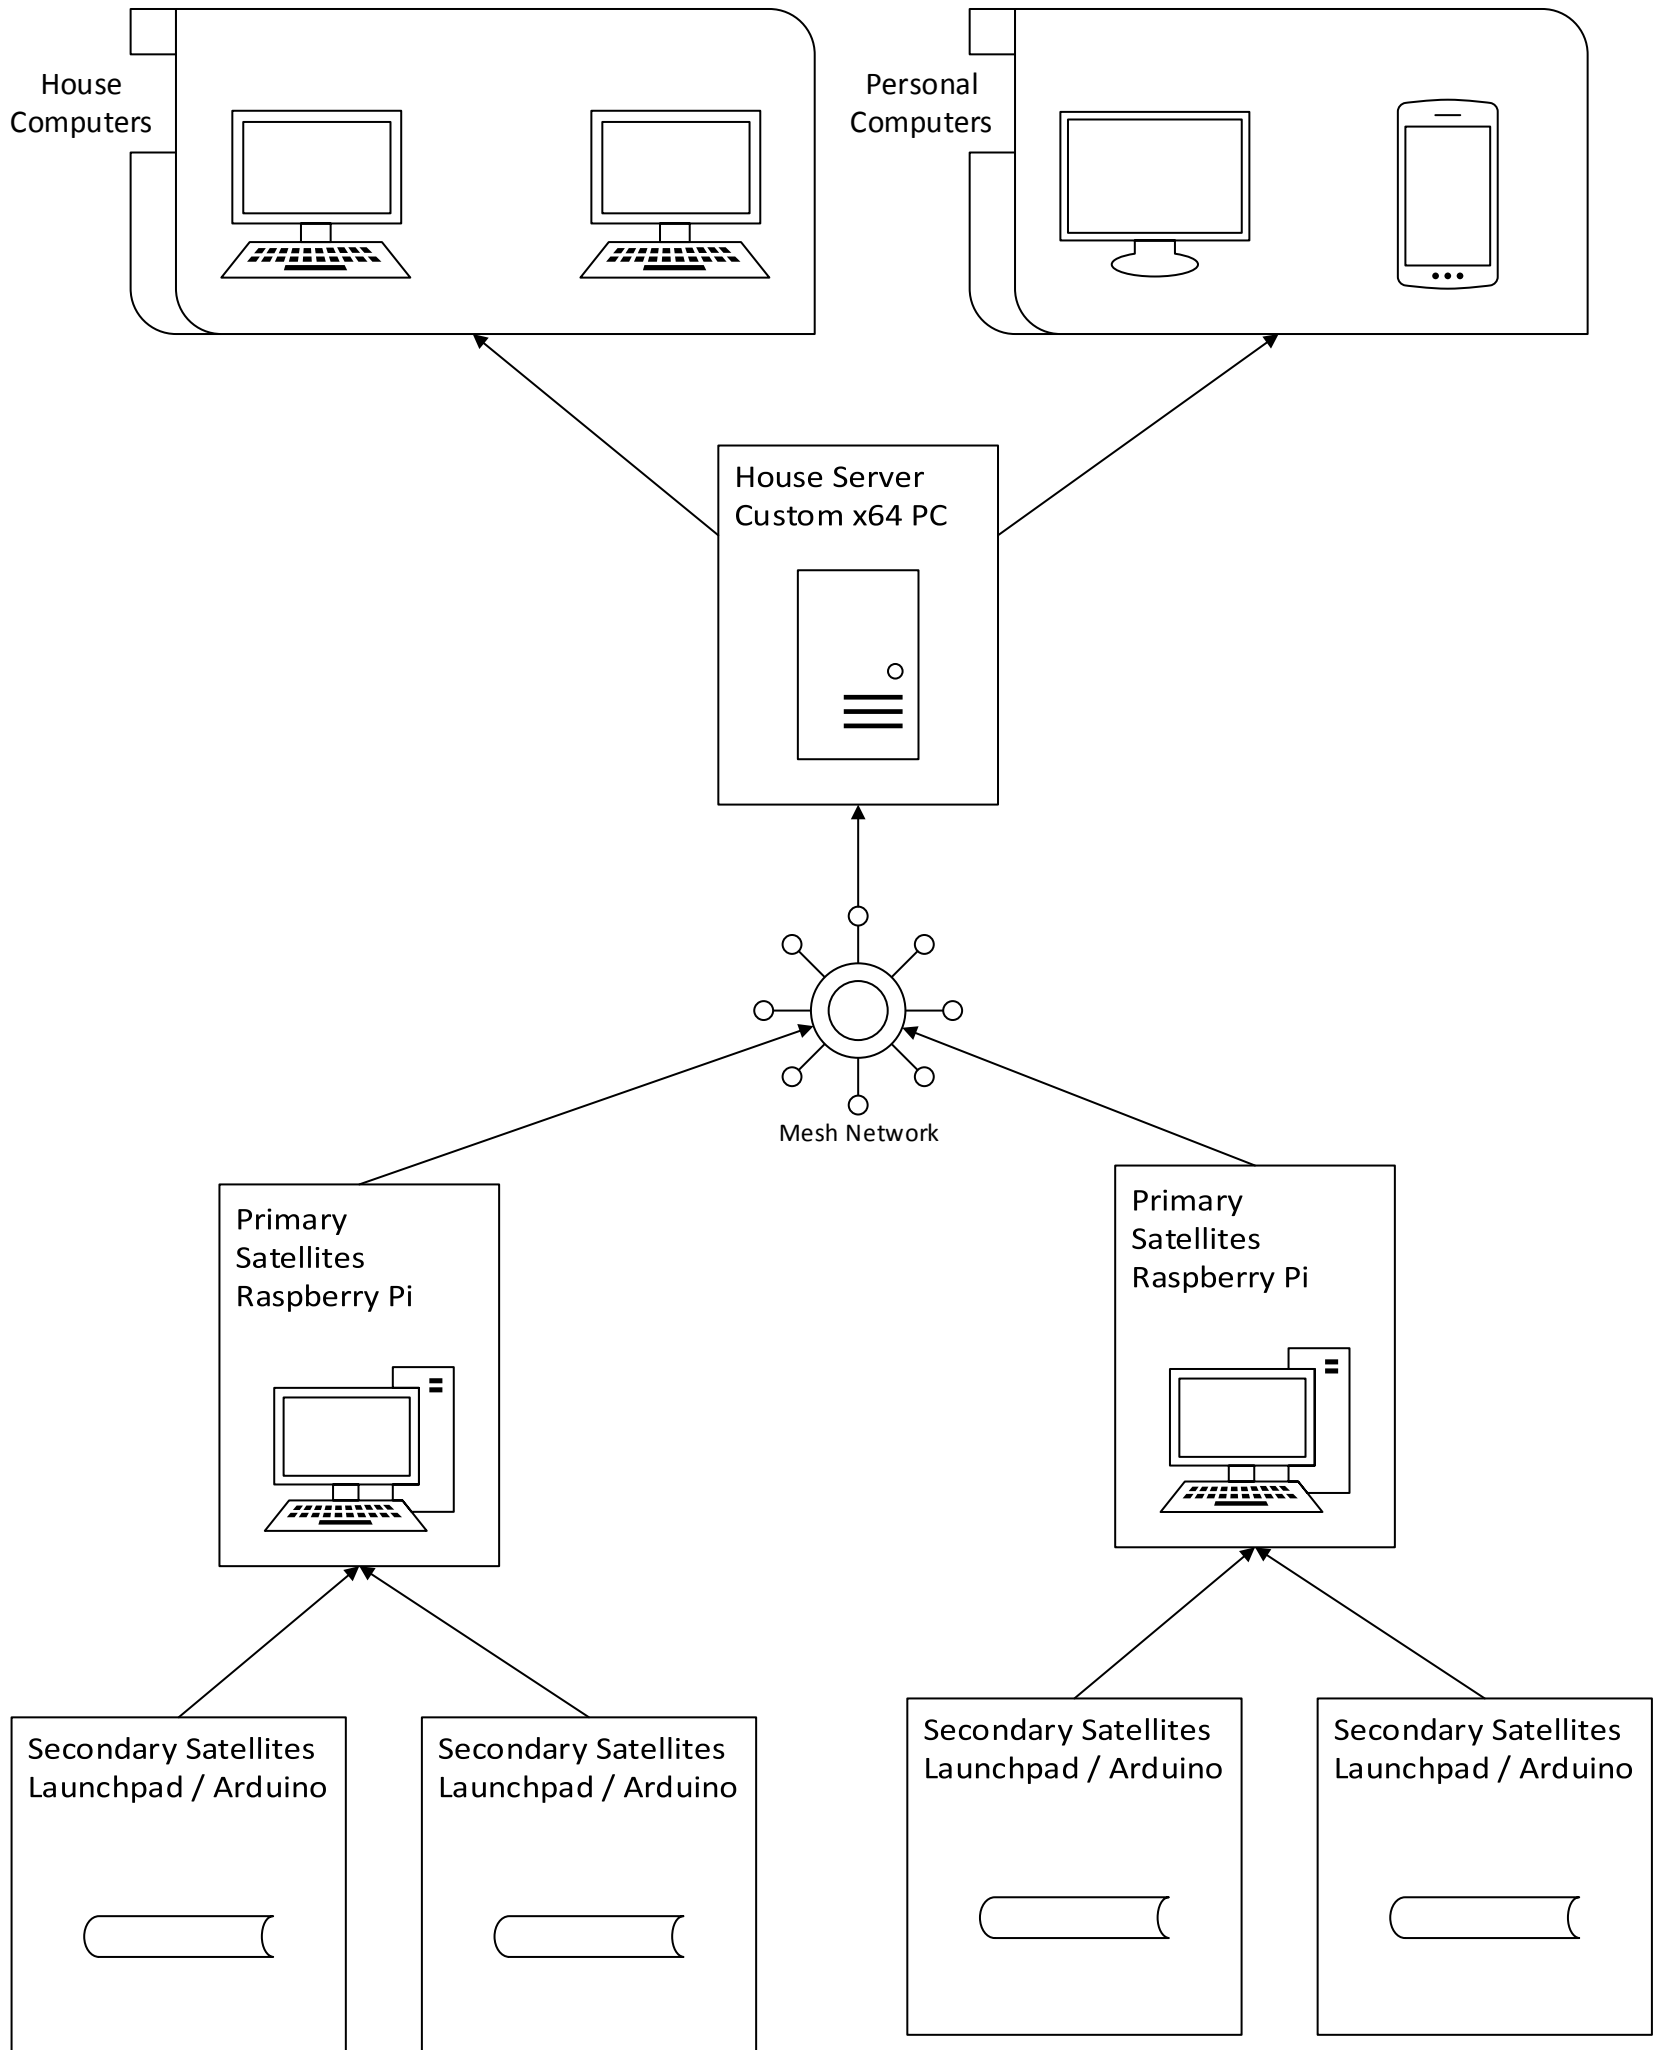 House
Computers
Personal
Computers
House Server
Custom x64 PC
Mesh Network
Primary
Satellites
Raspberry Pi
Primary
Satellites
Raspberry Pi
Secondary Satellites
Launchpad / Arduino
Secondary Satellites
Launchpad / Arduino
Secondary Satellites
Launchpad / Arduino
Secondary Satellites
Launchpad / Arduino